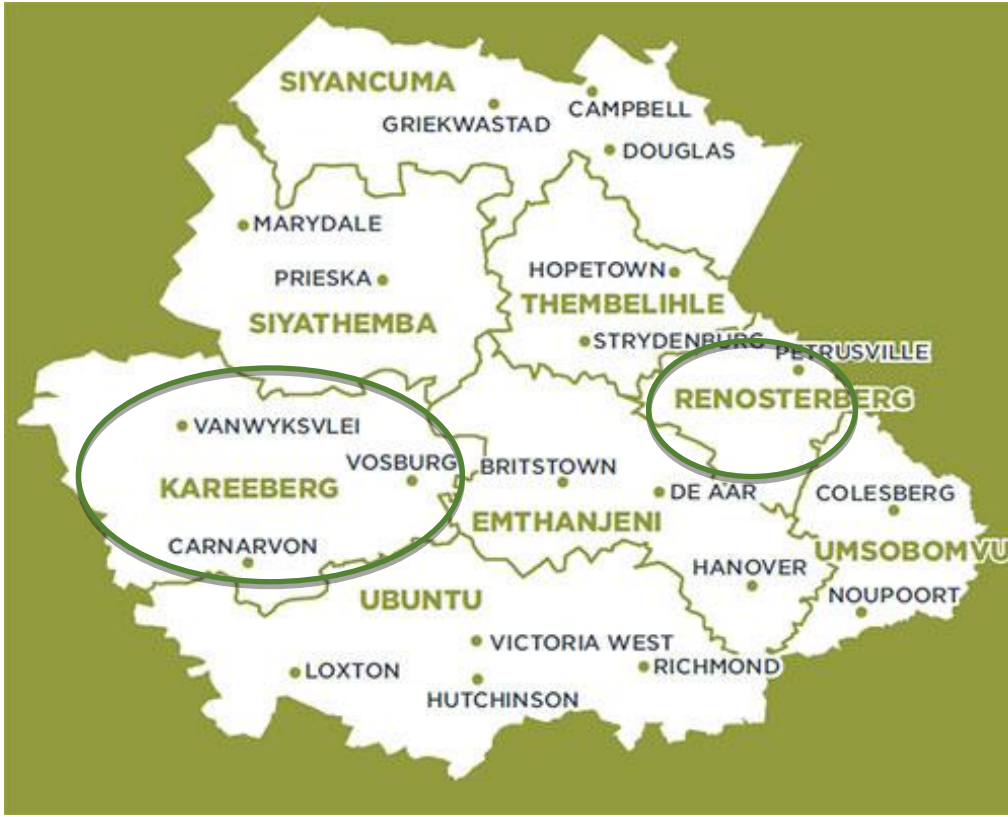 SIYANCUMA
CAMPBELL
GRIEKWASTAD
DOUGLAS
MARYDALE
HOPETOWN
PRIESKA
THEMBELIHLE
SIYATHEMBA
STRYDENBURG
PETRUSVILLE
RENOSTERBERG
VANWYKSVLEI
VOSBURG
BRITSTOWN
KAREEBERG
DE AAR
COLESBERG
EMTHANJENI
CARNARVON
UMSOBOMVU
HANOVER
UBUNTU
NOUPOORT
VICTORIA WEST
LOXTON
RICHMOND
HUTCHINSON